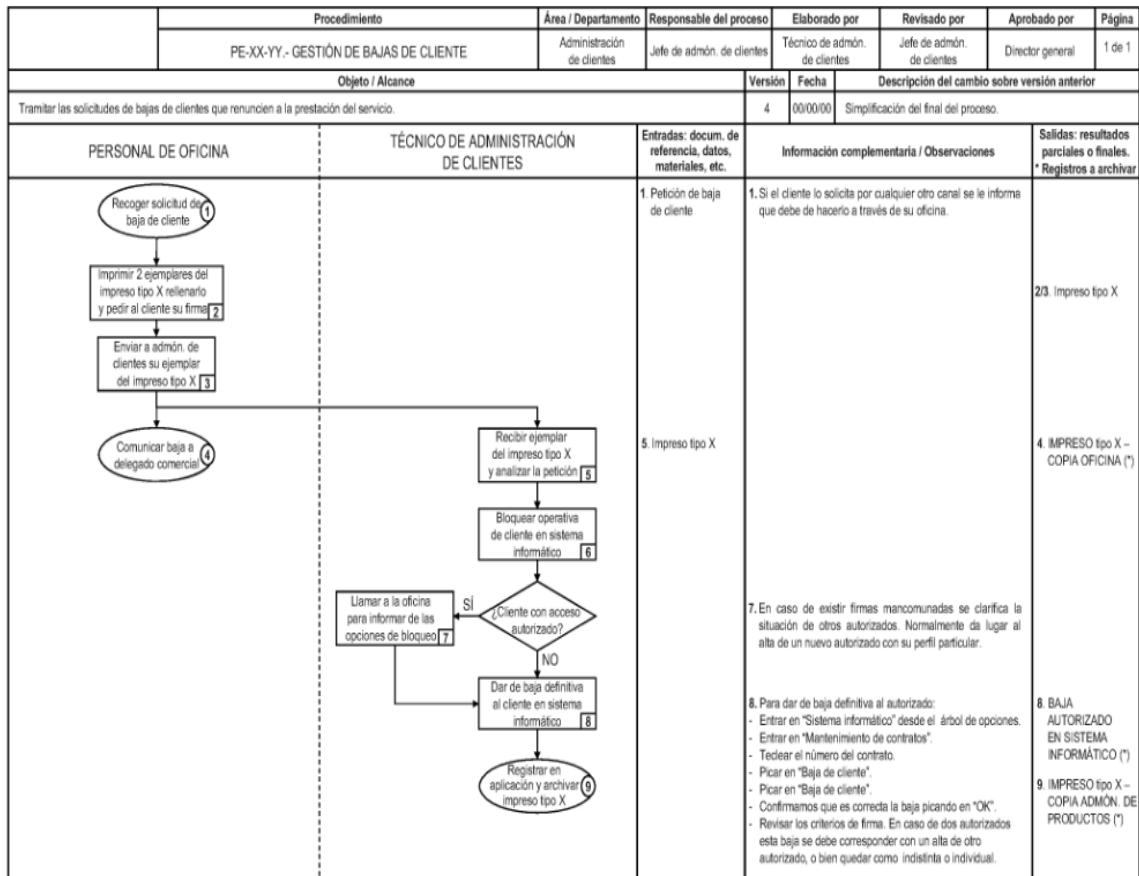 Procedimiento
Área / Departamento
Responsable del proceso
Elaborado por
Revisado por
Aprobado por
Página
PE-XX-YY.- GESTIÓN DE BAJAS DE CLIENTE
Administración
de clientes
Jefe de admón. de clientes
Técnico de admón.
de clientes
Jefe de admón.
de clientes
Director general
1 de 1
Objeto / Alcance
Versión
Fecha
Descripción del cambio sobre versión anterior
Tramitar las solicitudes de bajas de clientes que renuncien a la prestación del servicio.
4
00/00/00
Simplificación del final del proceso.
PERSONAL DE OFICINA
TÉCNICO DE ADMINISTRACIÓN
DE CLIENTES
Entradas: docum. de
referencia, datos,
materiales, etc.
Información complementaria / Observaciones
Salidas: resultados
parciales o finales.
* Registros a archivar
Recoger solicitud de
baja de cliente
1
1. Petición de baja
de cliente
1. Si el cliente lo solicita por cualquier otro canal se le informa
que debe de hacerlo a través de su oficina.
Imprimir 2 ejemplares del
impreso tipo X rellenarlo
y pedir al cliente su firma
2
2/3. Impreso tipo X
Enviar a admón. de
clientes su ejemplar
del impreso tipo X
3
Comunicar baja a
delegado comercial
4
Recibir ejemplar
del impreso tipo X
y analizar la petición
5
5. Impreso tipo X
4. IMPRESO tipo X –
COPIA OFICINA (*)
Bloquear operativa
de cliente en sistema
informático
6
¿Cliente con acceso
autorizado?
SÍ
NO
Llamar a la oficina
para informar de las
opciones de bloqueo
7
7. En caso de existir firmas mancomunadas se clarifica la
situación de otros autorizados. Normalmente da lugar al
alta de un nuevo autorizado con su perfil particular.
Dar de baja definitiva
al cliente en sistema
informático
8
8. Para dar de baja definitiva al autorizado:
- Entrar en “Sistema informático” desde el árbol de opciones.
- Entrar en “Mantenimiento de contratos”.
- Teclear el número del contrato.
- Picar en “Baja de cliente”.
- Picar en “Baja de cliente”.
- Confirmamos que es correcta la baja picando en “OK”.
- Revisar los criterios de firma. En caso de dos autorizados
esta baja se debe corresponder con un alta de otro
autorizado, o bien quedar como indistinta o individual.
8. BAJA
AUTORIZADO
EN SISTEMA
INFORMÁTICO (*)
Registrar en
aplicación y archivar
impreso tipo X
9
9. IMPRESO tipo X –
COPIA ADMÓN. DE
PRODUCTOS (*)